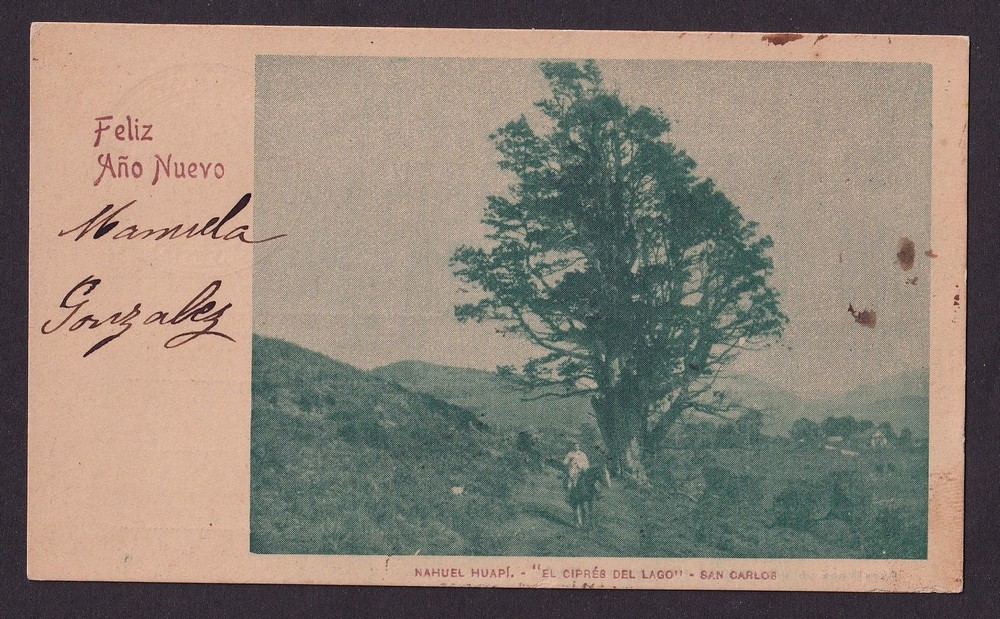 Feliz
Año Nuevo
Manuela
Gonzalez
NAHUEL HUAPÍ. - "EL CIPRÉS DEL LAGO" - SAN CARLOS